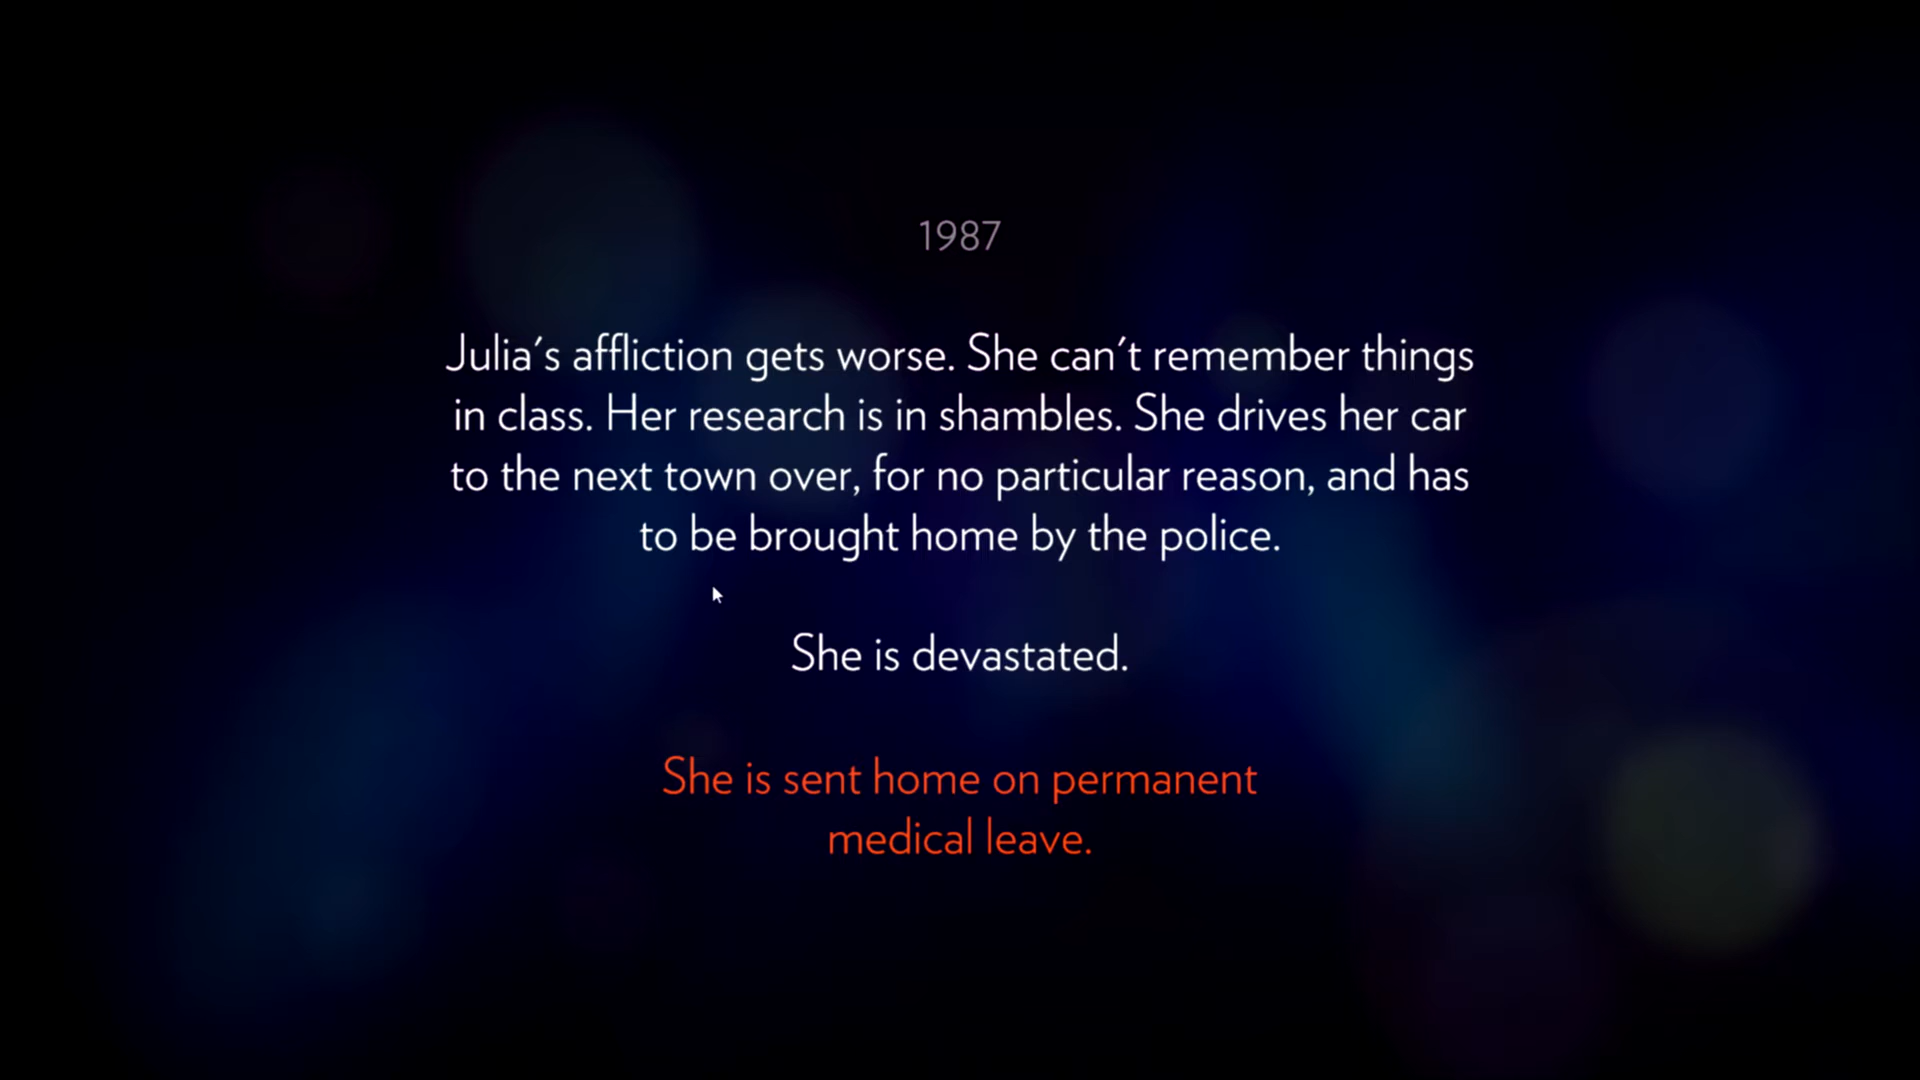 1987
Julia´s affliction gets worse. She can´t remember things
in class. Her research is in shambles. She drives her car
to the next town over, for no particular reason, and has
to be brought home by the police.
She is devastated.
She is sent home on permanent
medical leave.